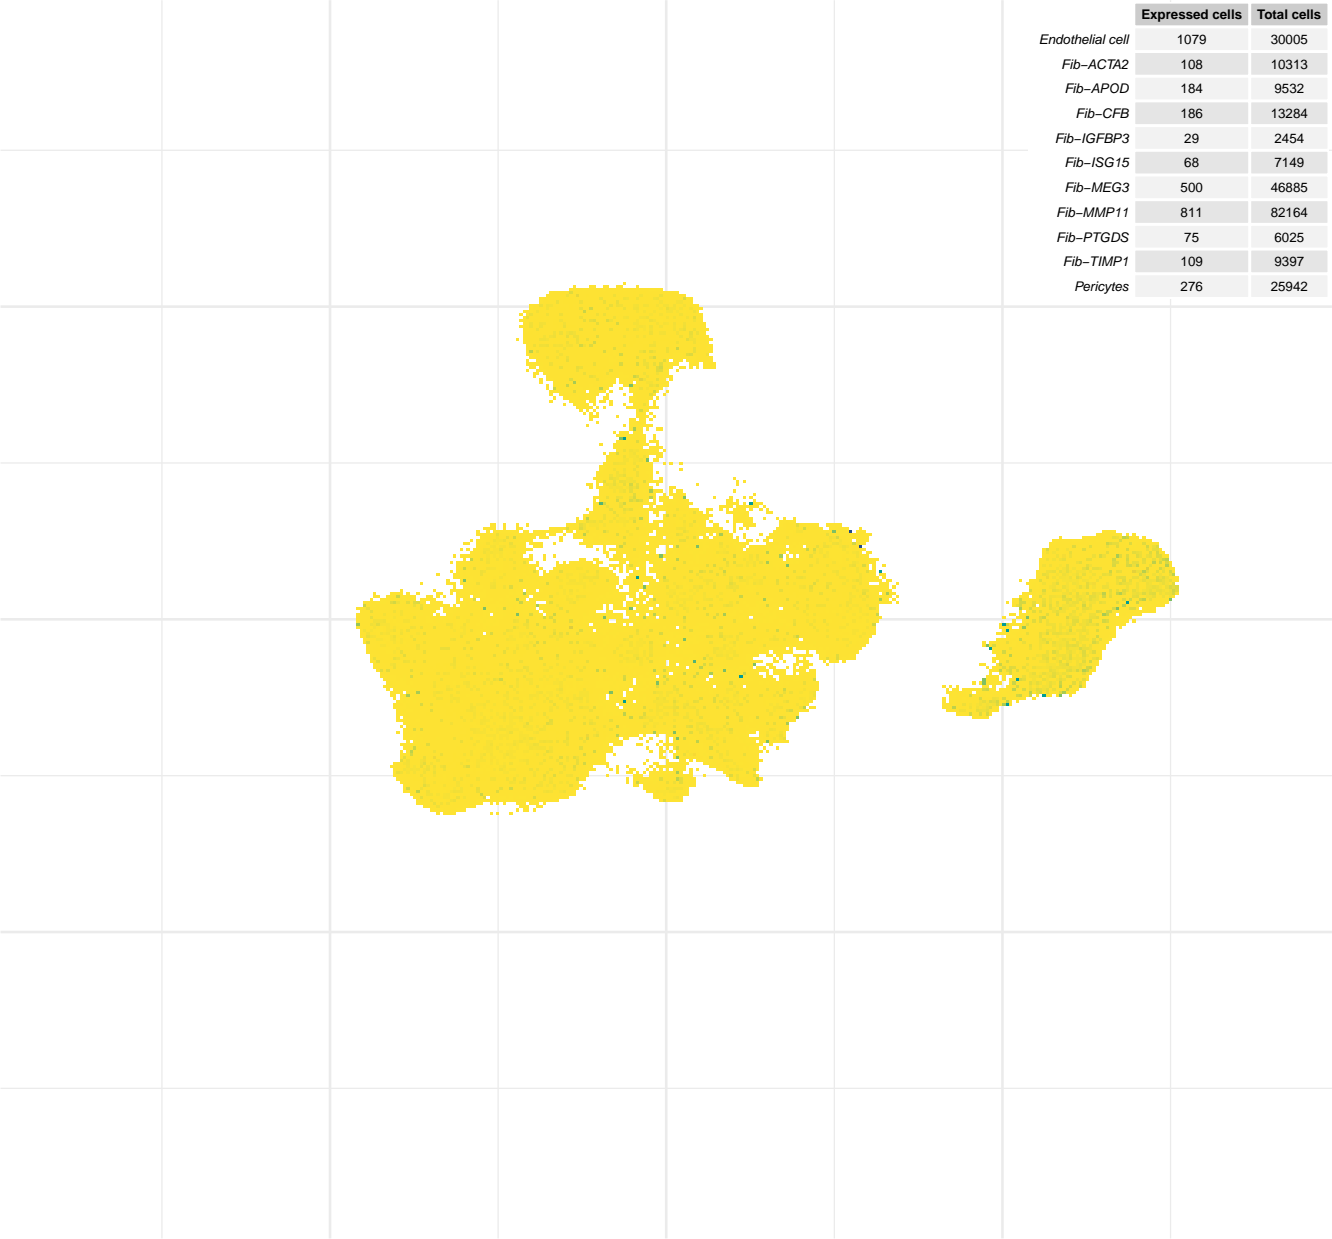 Expressed cells Total cells
Endothelial cell 1079 30005
Fib−ACTA2 108 10313
Fib−APOD 184 9532
Fib−CFB 186 13284
Fib−IGFBP3 29 2454
Fib−ISG15 68 7149
Fib−MEG3 500 46885
Fib−MMP11 811 82164
Fib−PTGDS 75 6025
Fib−TIMP1 109 9397
Pericytes 276 25942